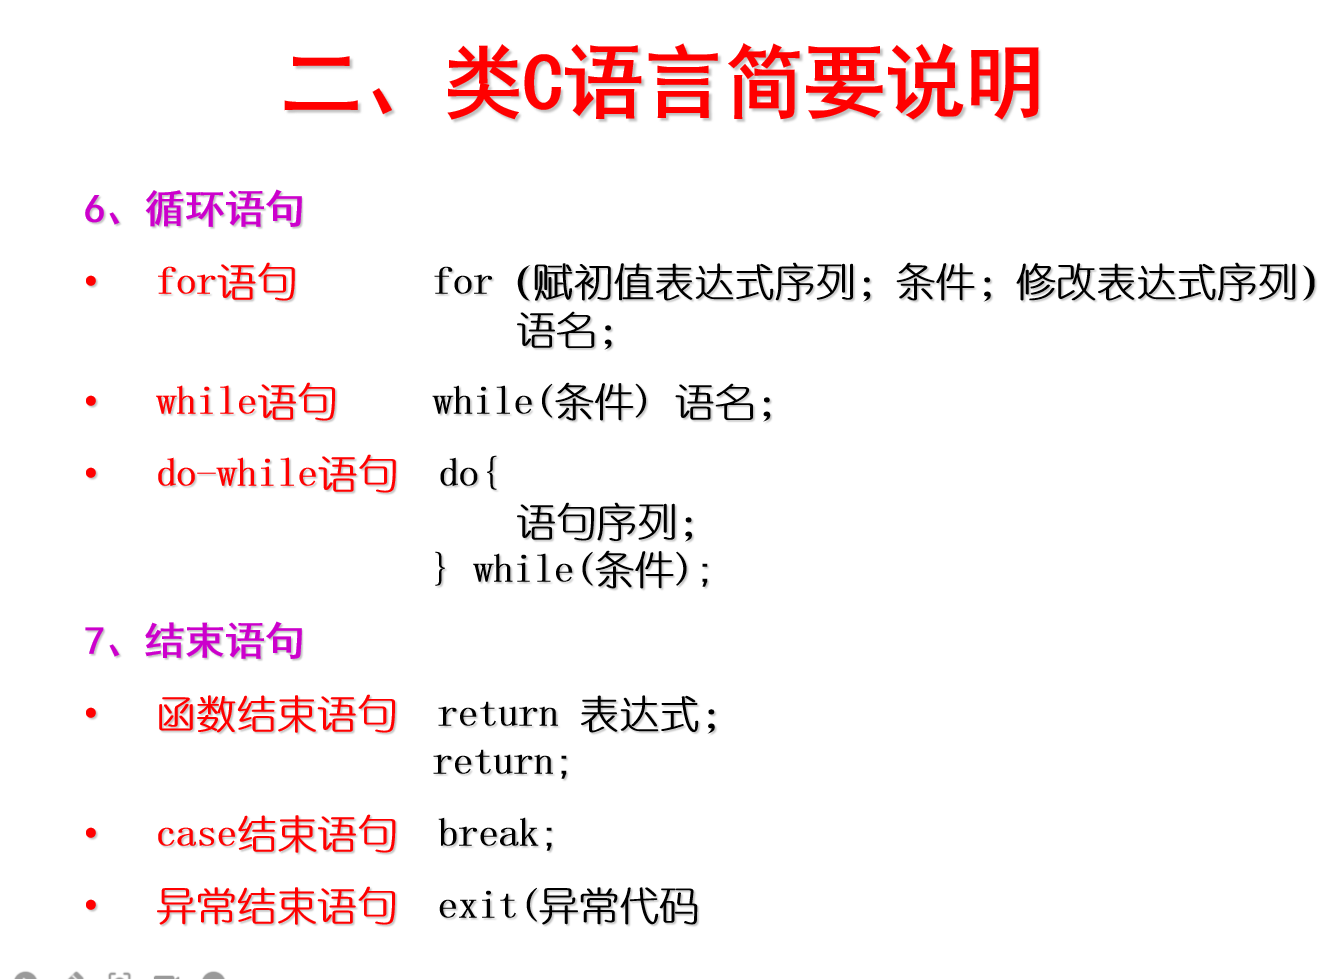 二、类C语言简要说明
6、循环语句
• for语句 for (赋初值表达式序列; 条件; 修改表达式序列)
语名;
• while语句 while(条件) 语名;
• do-while语句 do{
语句序列;
} while(条件);
7、结束语句
• 函数结束语句 return 表达式;
return;
• case结束语句 break;
• 异常结束语句 exit(异常代码